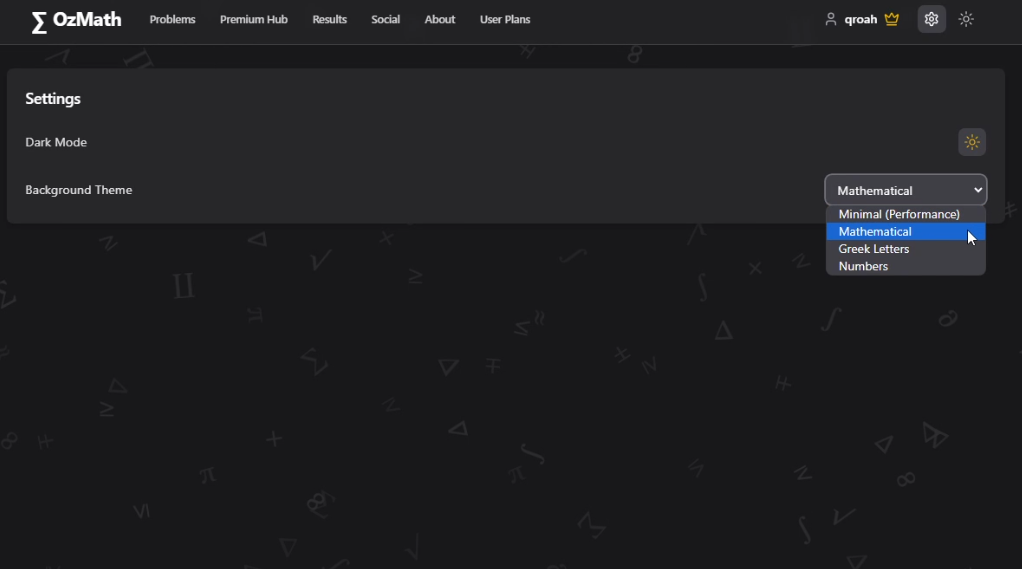 ∑ OzMath Problems Premium Hub Results Social About User Plans qroah
Settings
Dark Mode
Background Theme Mathematical
Minimal (Performance)
Mathematical
Greek Letters
Numbers